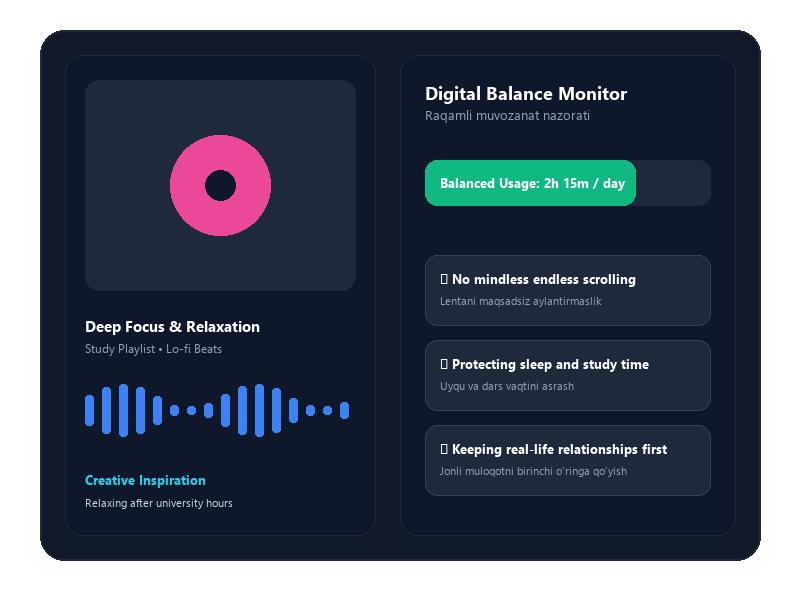 Deep Focus & Relaxation
Study Playlist • Lo-fi Beats
Creative Inspiration
Relaxing after university hours
Digital Balance Monitor
Raqamli muvozanat nazorati
Balanced Usage: 2h 15m / day
▯ No mindless endless scrolling
Lentani maqsadsiz aylantirmaslik
▯ Protecting sleep and study time
Uyqu va dars vaqtini asrash
▯ Keeping real-life relationships first
Jonli muloqotni birinchi o'ringa qo'yish